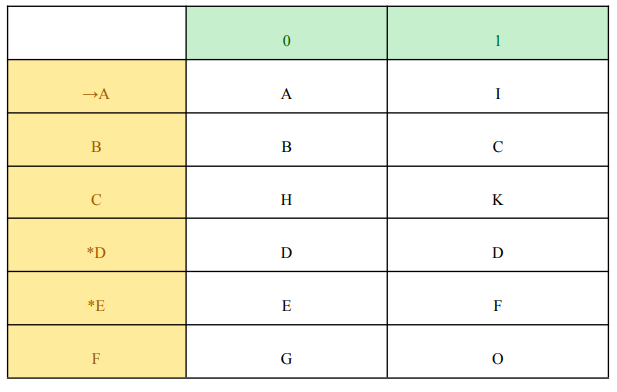 0 1
→A A I
B B C
C H K
*D D D
*E E F
F G O